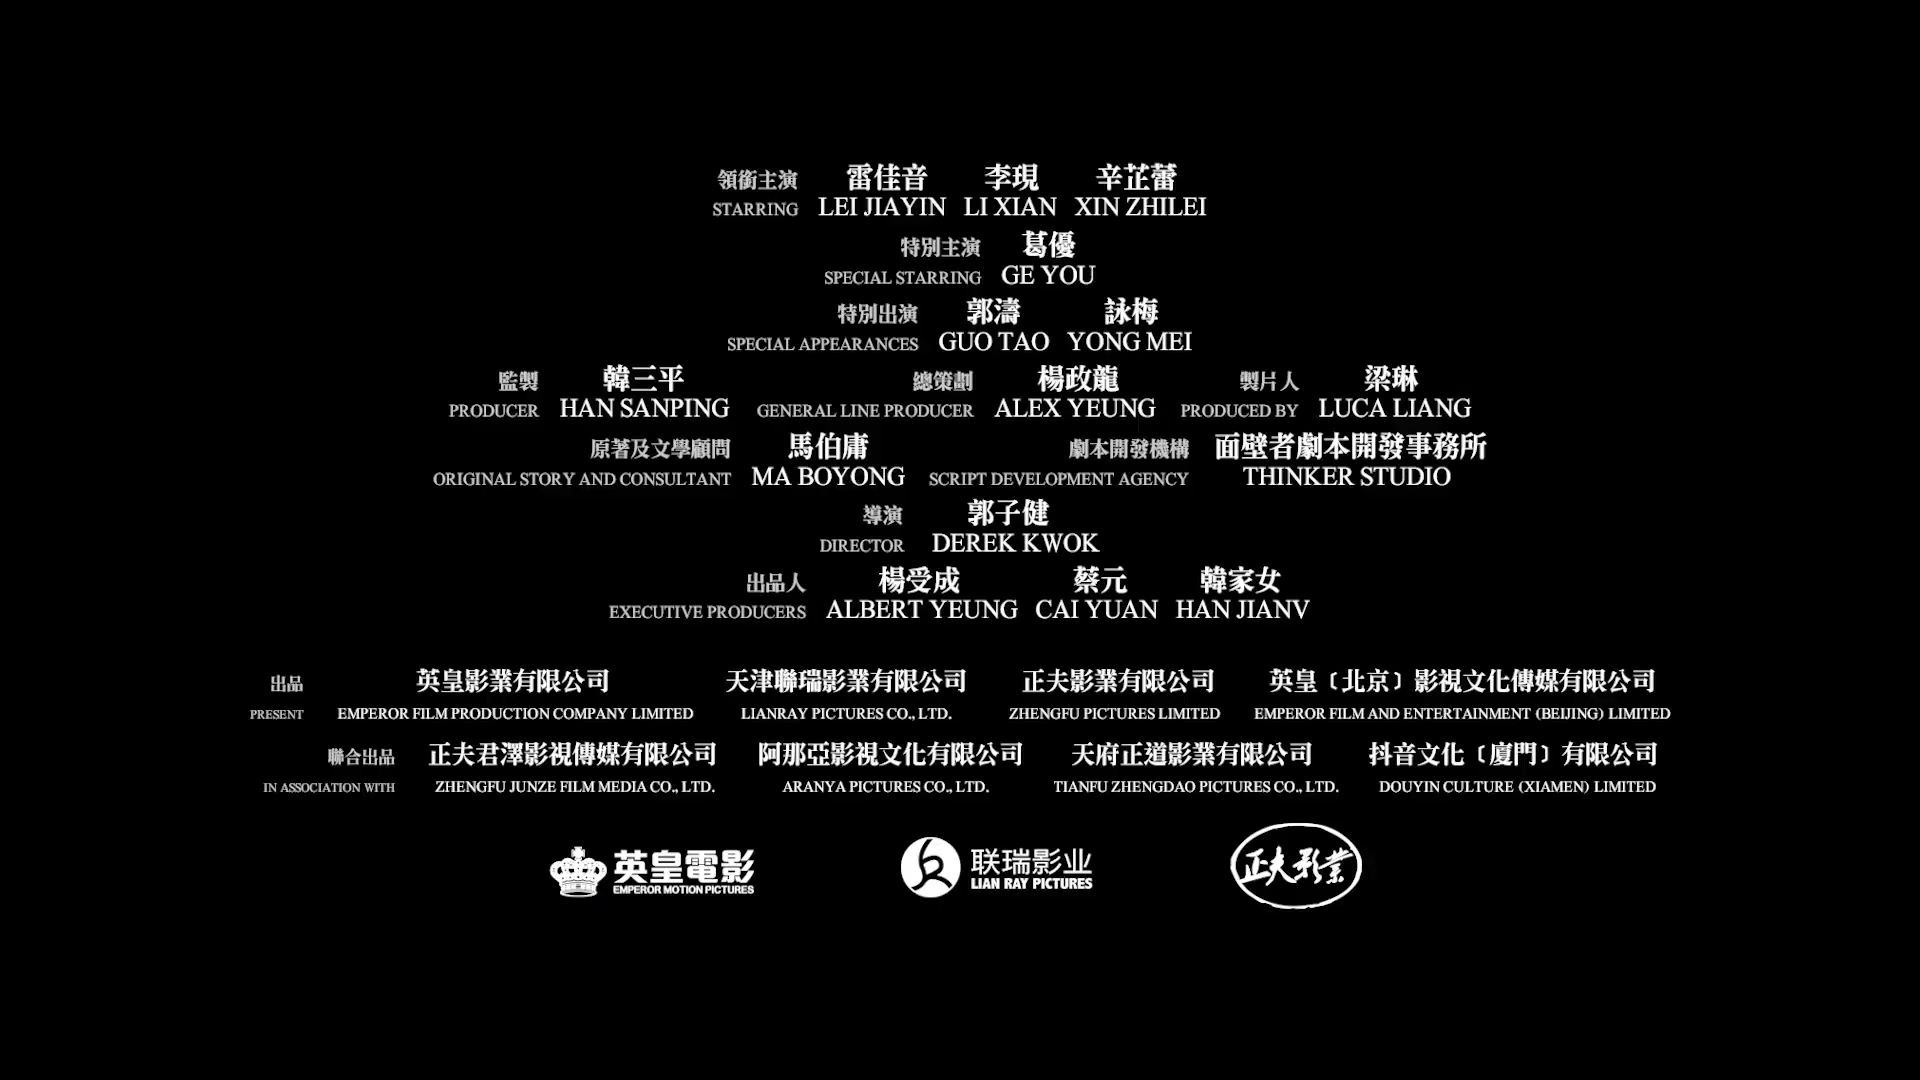 領銜主演 雷佳音 李現 辛芷蕾
STARRING LEI JIAYIN LI XIAN XIN ZHILEI
特別主演 葛優
SPECIAL STARRING GE YOU
特別出演 郭濤 詠梅
SPECIAL APPEARANCES GUO TAO YONG MEI
監製 韓三平 總策劃 楊政龍 製片人 梁琳
PRODUCER HAN SANPING GENERAL LINE PRODUCER ALEX YEUNG PRODUCED BY LUCA LIANG
原著及文學顧問 馬伯庸 劇本開發機構 面壁者劇本開發事務所
ORIGINAL STORY AND CONSULTANT MA BOYONG SCRIPT DEVELOPMENT AGENCY THINKER STUDIO
導演 郭子健
DIRECTOR DEREK KWOK
出品人 楊受成 蔡元 韓家女
EXECUTIVE PRODUCERS ALBERT YEUNG CAI YUAN HAN JIANV
出品 英皇影業有限公司 天津聯瑞影業有限公司 正夫影業有限公司 英皇﹝北京﹞影視文化傳媒有限公司
PRESENT EMPEROR FILM PRODUCTION COMPANY LIMITED LIANRAY PICTURES CO., LTD. ZHENGFU PICTURES LIMITED EMPEROR FILM AND ENTERTAINMENT (BEIJING) LIMITED
聯合出品 正夫君澤影視傳媒有限公司 阿那亞影視文化有限公司 天府正道影業有限公司 抖音文化﹝廈門﹞有限公司
IN ASSOCIATION WITH ZHENGFU JUNZE FILM MEDIA CO., LTD. ARANYA PICTURES CO., LTD. TIANFU ZHENGDAO PICTURES CO., LTD. DOUYIN CULTURE (XIAMEN) LIMITED
英皇電影 联瑞影业 正夫影業
EMPEROR MOTION PICTURES LIAN RAY PICTURES